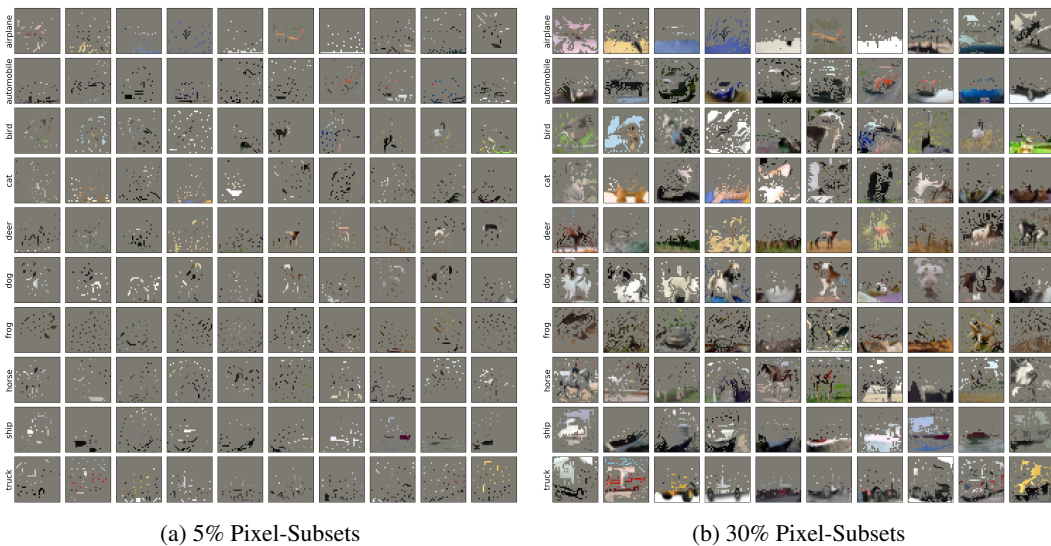 airplane
automobile
bird
cat
deer
dog
frog
horse
ship
truck
(a) 5% Pixel-Subsets
airplane
automobile
bird
cat
deer
dog
frog
horse
ship
truck
(b) 30% Pixel-Subsets